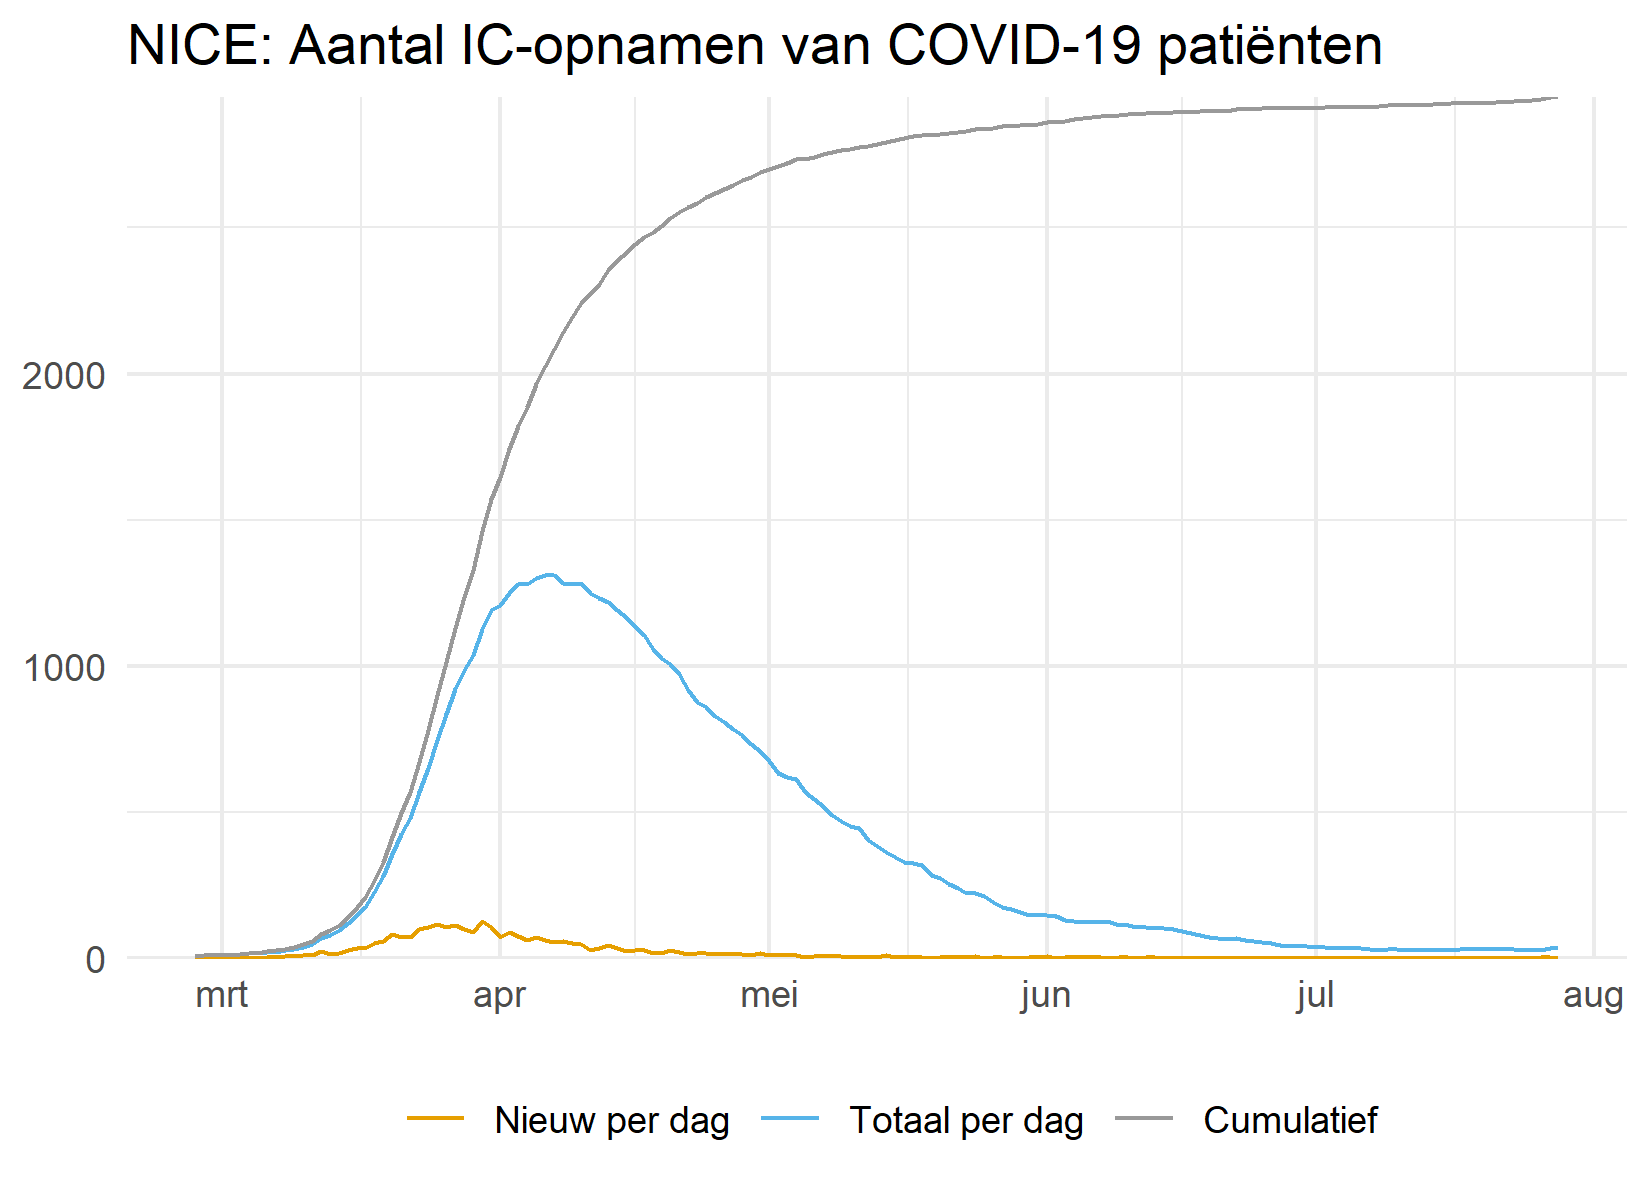 NICE: Aantal IC-opnamen van COVID-19 patiënten
2000
1000
0
mrt apr mei jun jul aug
Nieuw per dag Totaal per dag Cumulatief